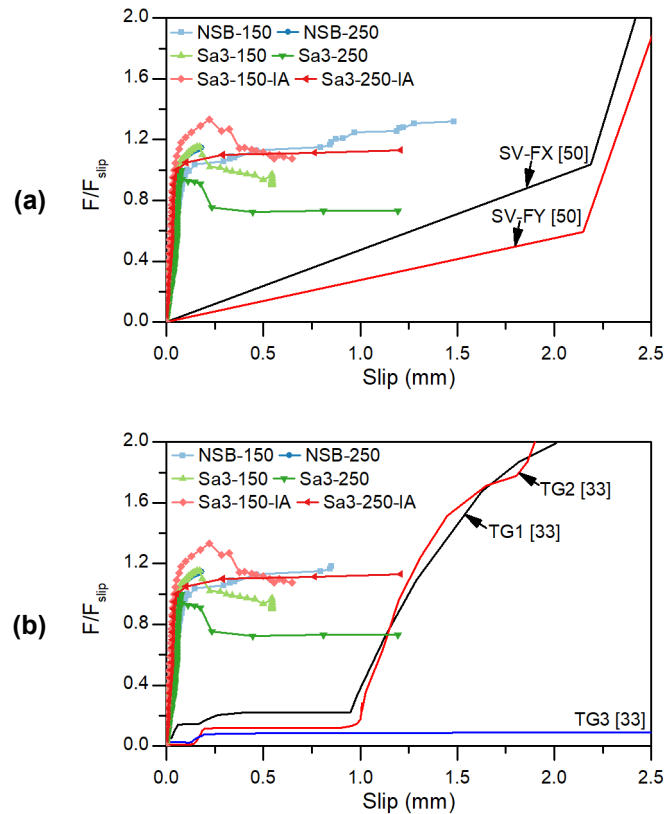 (a)
F/F_slip
2.0
1.6
1.2
0.8
0.4
0.0
NSB-150 NSB-250
Sa3-150 Sa3-250
Sa3-150-IA Sa3-250-IA
SV-FX [50]
SV-FY [50]
0.0 0.5 1.0 1.5 2.0 2.5
Slip (mm)
(b)
F/F_slip
2.0
1.6
1.2
0.8
0.4
0.0
NSB-150 NSB-250
Sa3-150 Sa3-250
Sa3-150-IA Sa3-250-IA
TG2 [33]
TG1 [33]
TG3 [33]
0.0 0.5 1.0 1.5 2.0 2.5
Slip (mm)